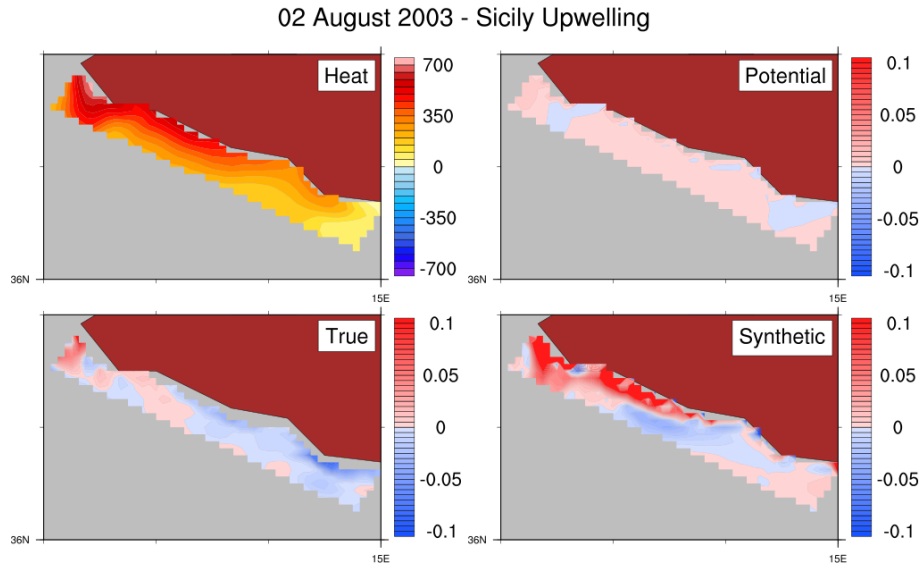 02 August 2003 - Sicily Upwelling
Heat
700
350
0
-350
-700
36N
15E
Potential
0.1
0.05
0
-0.05
-0.1
36N
15E
True
0.1
0.05
0
-0.05
-0.1
36N
15E
Synthetic
0.1
0.05
0
-0.05
-0.1
36N
15E